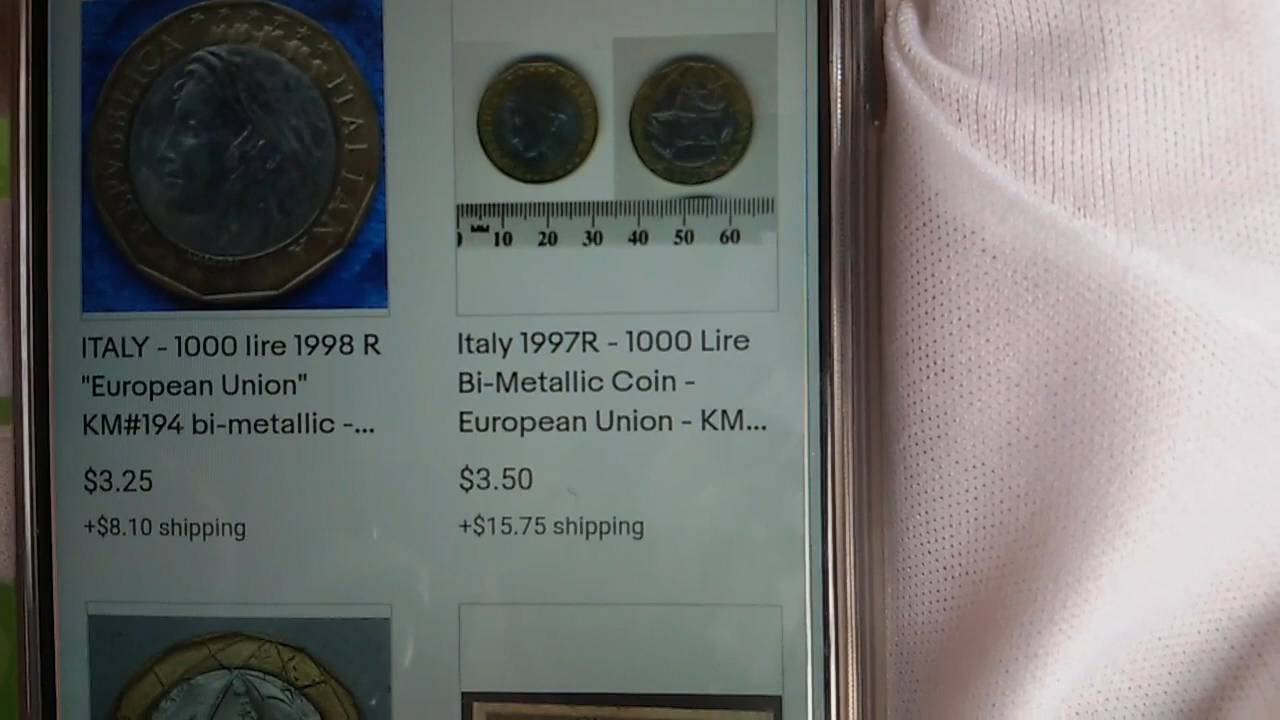 REPVBBLICA ITALIANA
10 20 30 40 50 60
ITALY - 1000 lire 1998 R
"European Union"
KM#194 bi-metallic -...
$3.25
+$8.10 shipping
Italy 1997R - 1000 Lire
Bi-Metallic Coin -
European Union - KM...
$3.50
+$15.75 shipping